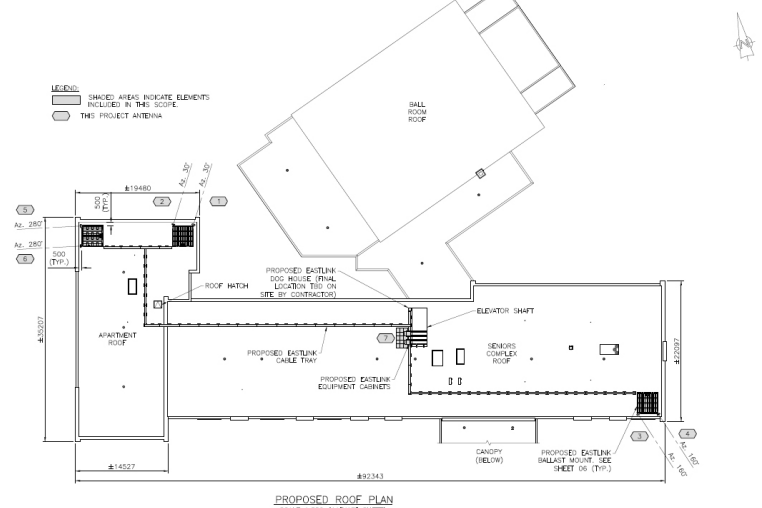 LEGEND:
SHADED AREAS INDICATE ELEMENTS
INCLUDED IN THIS SCOPE.
THIS PROJECT ANTENNA
BALL
ROOM
ROOF
N
±19480
500
(TYP.)
Az. 30'
Az. 30'
5
2
1
Az. 280'
Az. 280'
6
500
(TYP.)
ROOF HATCH
PROPOSED EASTLINK
DOG HOUSE (FINAL
LOCATION TBD ON
SITE BY CONTRACTOR)
ELEVATOR SHAFT
±35207
APARTMENT
ROOF
7
SENIORS
COMPLEX
ROOF
±22097
PROPOSED EASTLINK
CABLE TRAY
PROPOSED EASTLINK
EQUIPMENT CABINETS
3
4
CANOPY
(BELOW)
PROPOSED EASTLINK
BALLAST MOUNT. SEE
SHEET 06 (TYP.)
Az. 160'
Az. 160'
±14527
±92343
PROPOSED ROOF PLAN